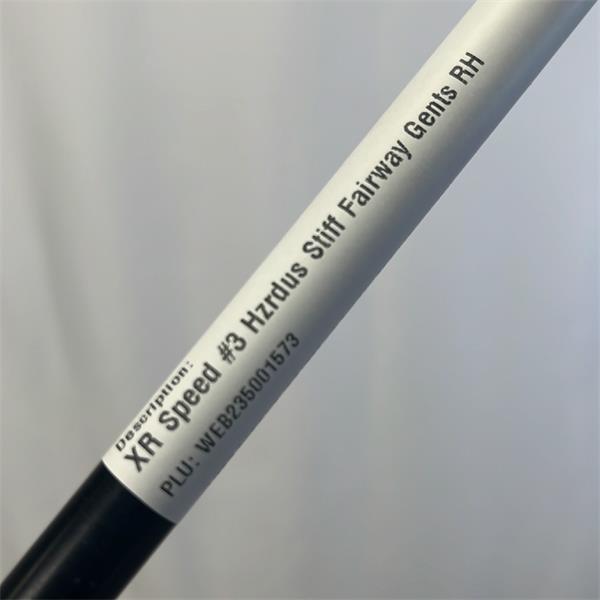 Description:
XR Speed #3 Hzrdus Stiff Fairway Gents RH
PLU: WEB235001573